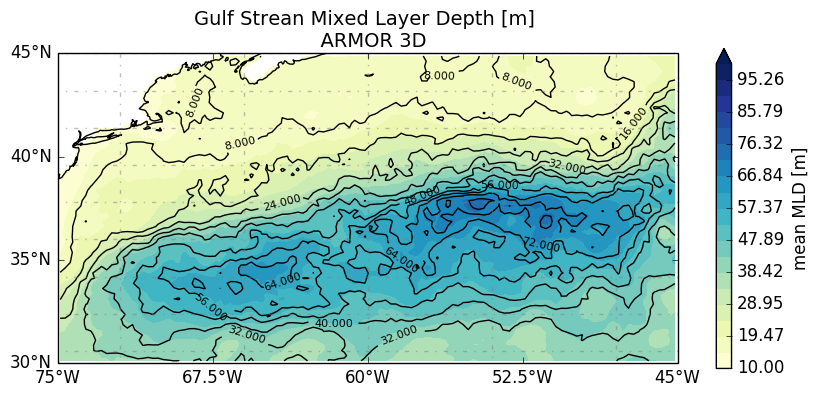 Gulf Strean Mixed Layer Depth [m]
ARMOR 3D
45°N
40°N
35°N
30°N
75°W
67.5°W
60°W
52.5°W
45°W
8.000
8.000
8.000
8.000
16.000
32.000
24.000
48.000
56.000
72.000
64.000
64.000
56.000
40.000
32.000
32.000
95.26
85.79
76.32
66.84
57.37
47.89
38.42
28.95
19.47
10.00
mean MLD [m]